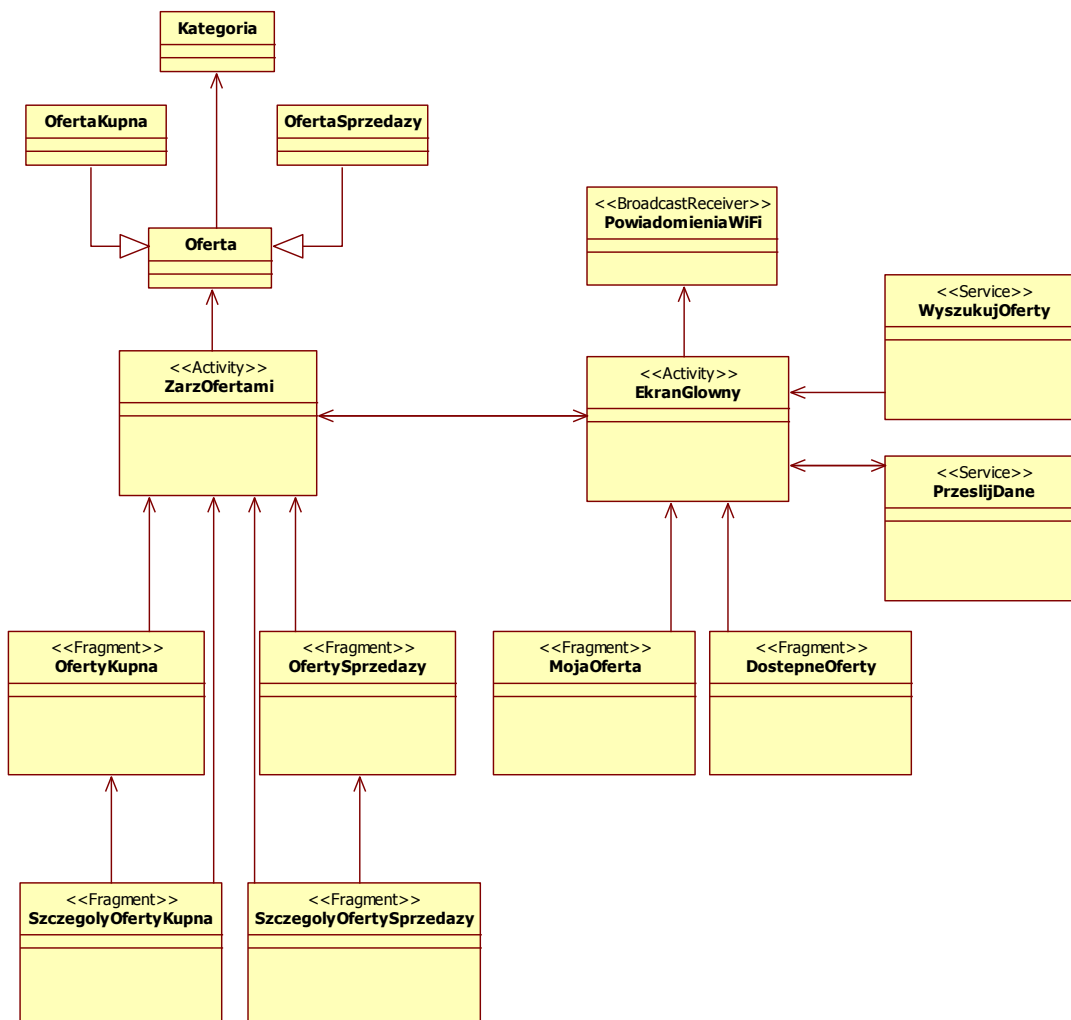 Kategoria
OfertaKupna
OfertaSprzedazy
Oferta
<<BroadcastReceiver>>
PowiadomieniaWiFi
<<Service>>
WyszukujOferty
<<Activity>>
ZarzOfertami
<<Activity>>
EkranGlowny
<<Service>>
PrzeslijDane
<<Fragment>>
OfertyKupna
<<Fragment>>
OfertySprzedazy
<<Fragment>>
MojaOferta
<<Fragment>>
DostepneOferty
<<Fragment>>
SzczegolyOfertyKupna
<<Fragment>>
SzczegolyOfertySprzedazy